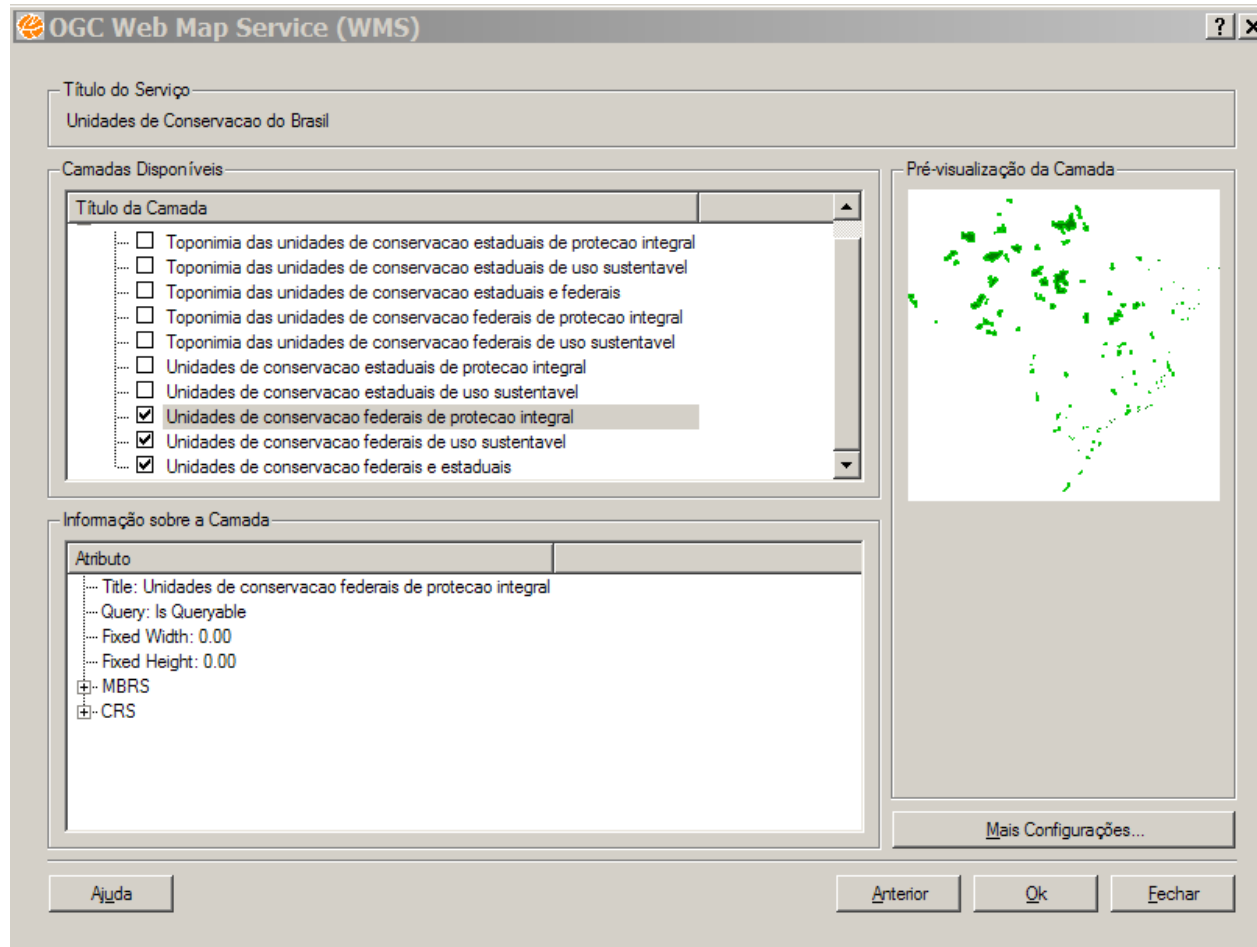 OGC Web Map Service (WMS)
Título do Serviço
Unidades de Conservacao do Brasil
Camadas Disponíveis
Título da Camada
Toponimia das unidades de conservacao estaduais de protecao integral
Toponimia das unidades de conservacao estaduais de uso sustentavel
Toponimia das unidades de conservacao estaduais e federais
Toponimia das unidades de conservacao federais de protecao integral
Toponimia das unidades de conservacao federais de uso sustentavel
Unidades de conservacao estaduais de protecao integral
Unidades de conservacao estaduais de uso sustentavel
Unidades de conservacao federais de protecao integral
Unidades de conservacao federais de uso sustentavel
Unidades de conservacao federais e estaduais
Pré-visualização da Camada
Informação sobre a Camada
Atributo
Title: Unidades de conservacao federais de protecao integral
Query: Is Queryable
Fixed Width: 0.00
Fixed Height: 0.00
MBRS
CRS
Mais Configurações...
Ajuda
Anterior
Ok
Fechar